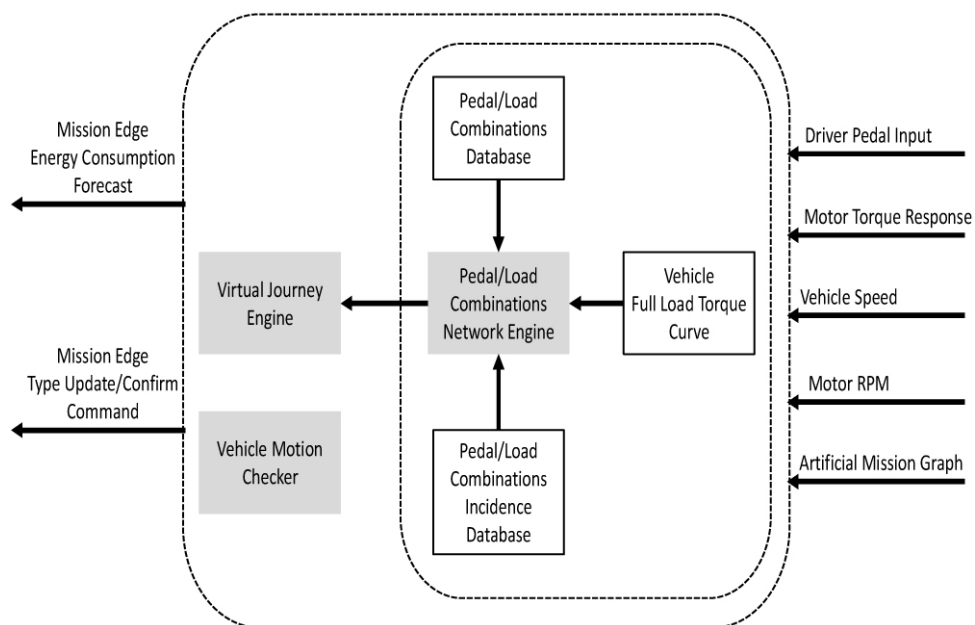 Mission Edge
Energy Consumption
Forecast
Mission Edge
Type Update/Confirm
Command
Virtual Journey
Engine
Vehicle Motion
Checker
Pedal/Load
Combinations
Database
Pedal/Load
Combinations
Network Engine
Pedal/Load
Combinations
Incidence
Database
Vehicle
Full Load Torque
Curve
Driver Pedal Input
Motor Torque Response
Vehicle Speed
Motor RPM
Artificial Mission Graph